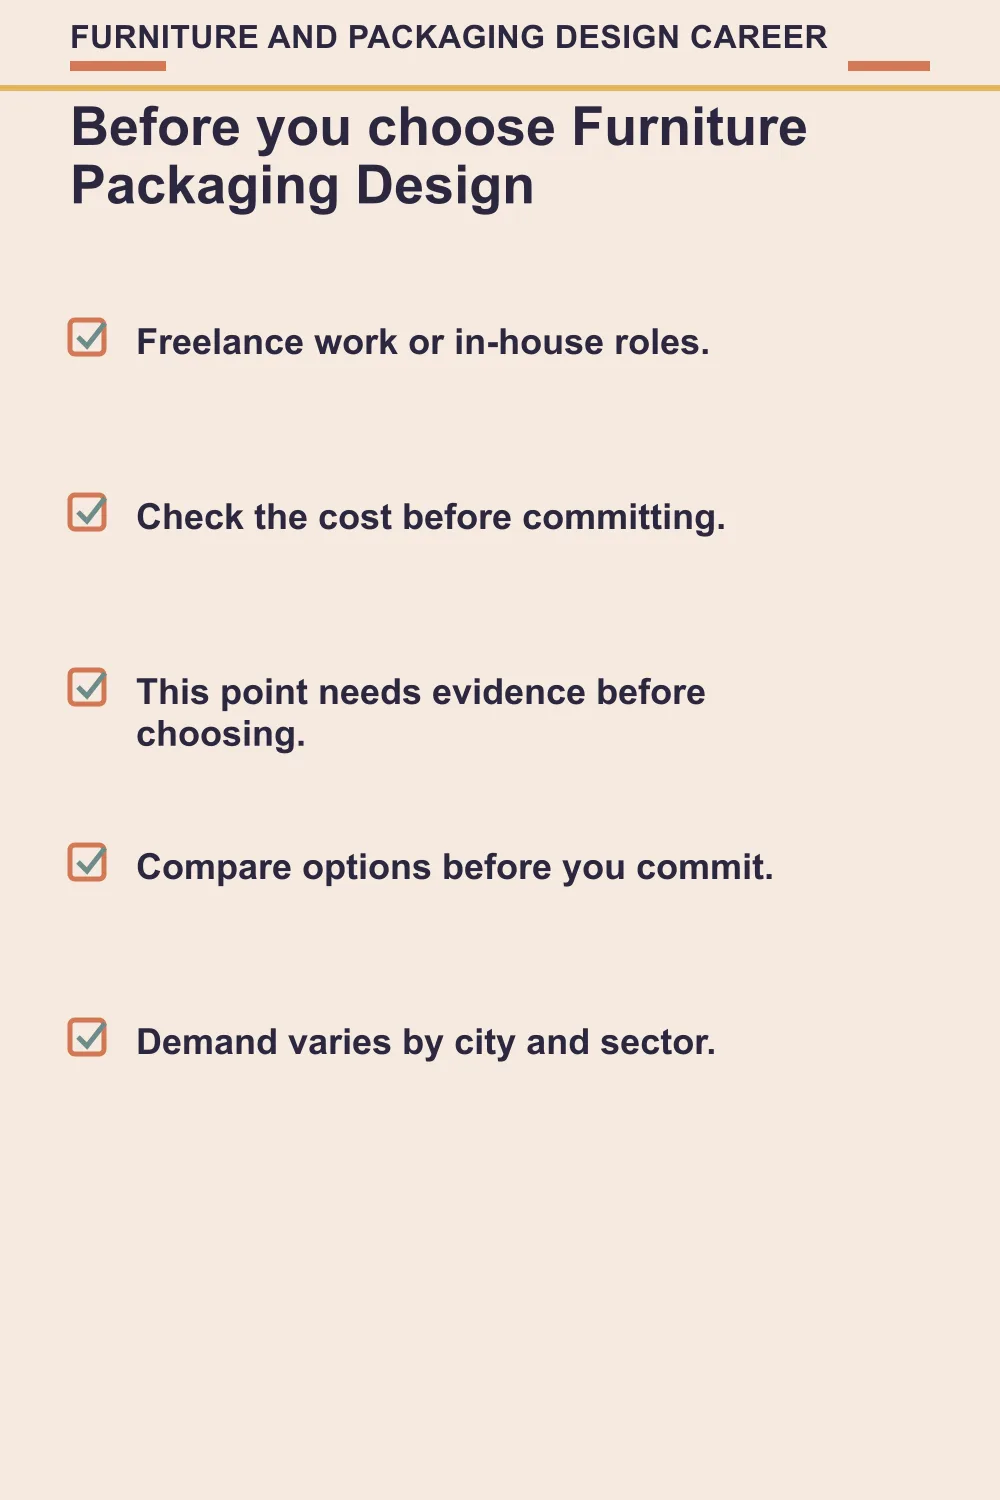 FURNITURE AND PACKAGING DESIGN CAREER
Before you choose Furniture
Packaging Design
Freelance work or in-house roles.
Check the cost before committing.
This point needs evidence before
choosing.
Compare options before you commit.
Demand varies by city and sector.